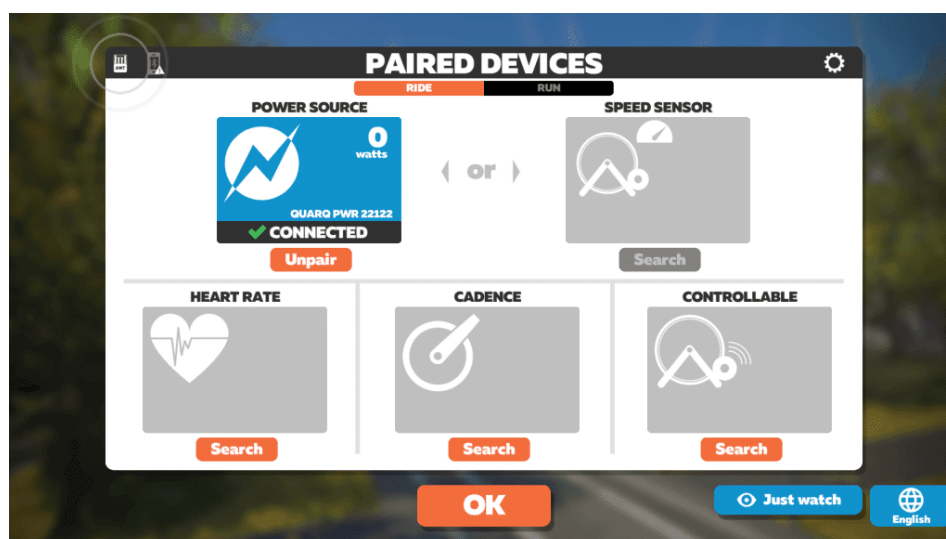 ANT
PAIRED DEVICES
RIDE
RUN
POWER SOURCE
SPEED SENSOR
0
watts
or
QUARQ PWR 22122
CONNECTED
Unpair
Search
HEART RATE
CADENCE
CONTROLLABLE
Search
Search
Search
OK
Just watch
English